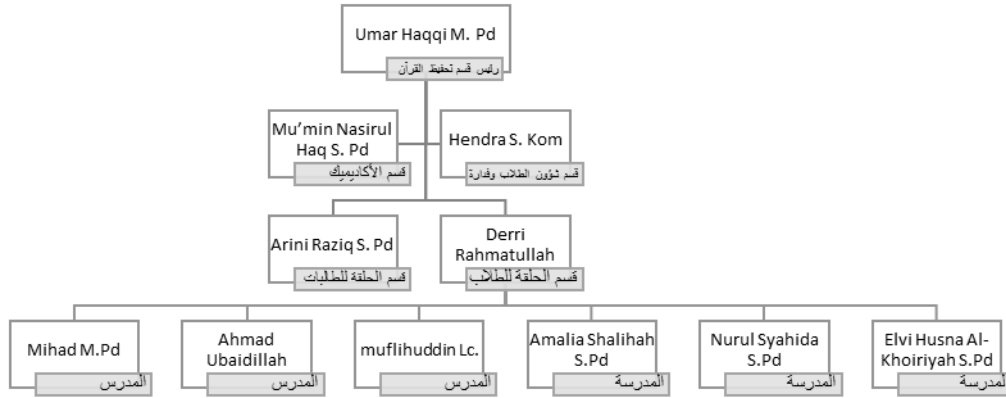 Umar Haqqi M. Pd
رئيس قسم تحفيظ القرآن
Mu'min Nasirul
Haq S. Pd
قسم الأكاديميك
Hendra S. Kom
قسم شؤون الطلاب وفدارة
Arini Raziq S. Pd
قسم الحلقة للطالبات
Derri
Rahmatullah
قسم الحلقة للطلاب
Mihad M.Pd
المدرس
Ahmad
Ubaidillah
المدرس
muflihuddin Lc.
المدرس
Amalia Shalihah
S.Pd
المدرسة
Nurul Syahida
S.Pd
المدرسة
Elvi Husna Al-
Khoiriyah S.Pd
المدرسة